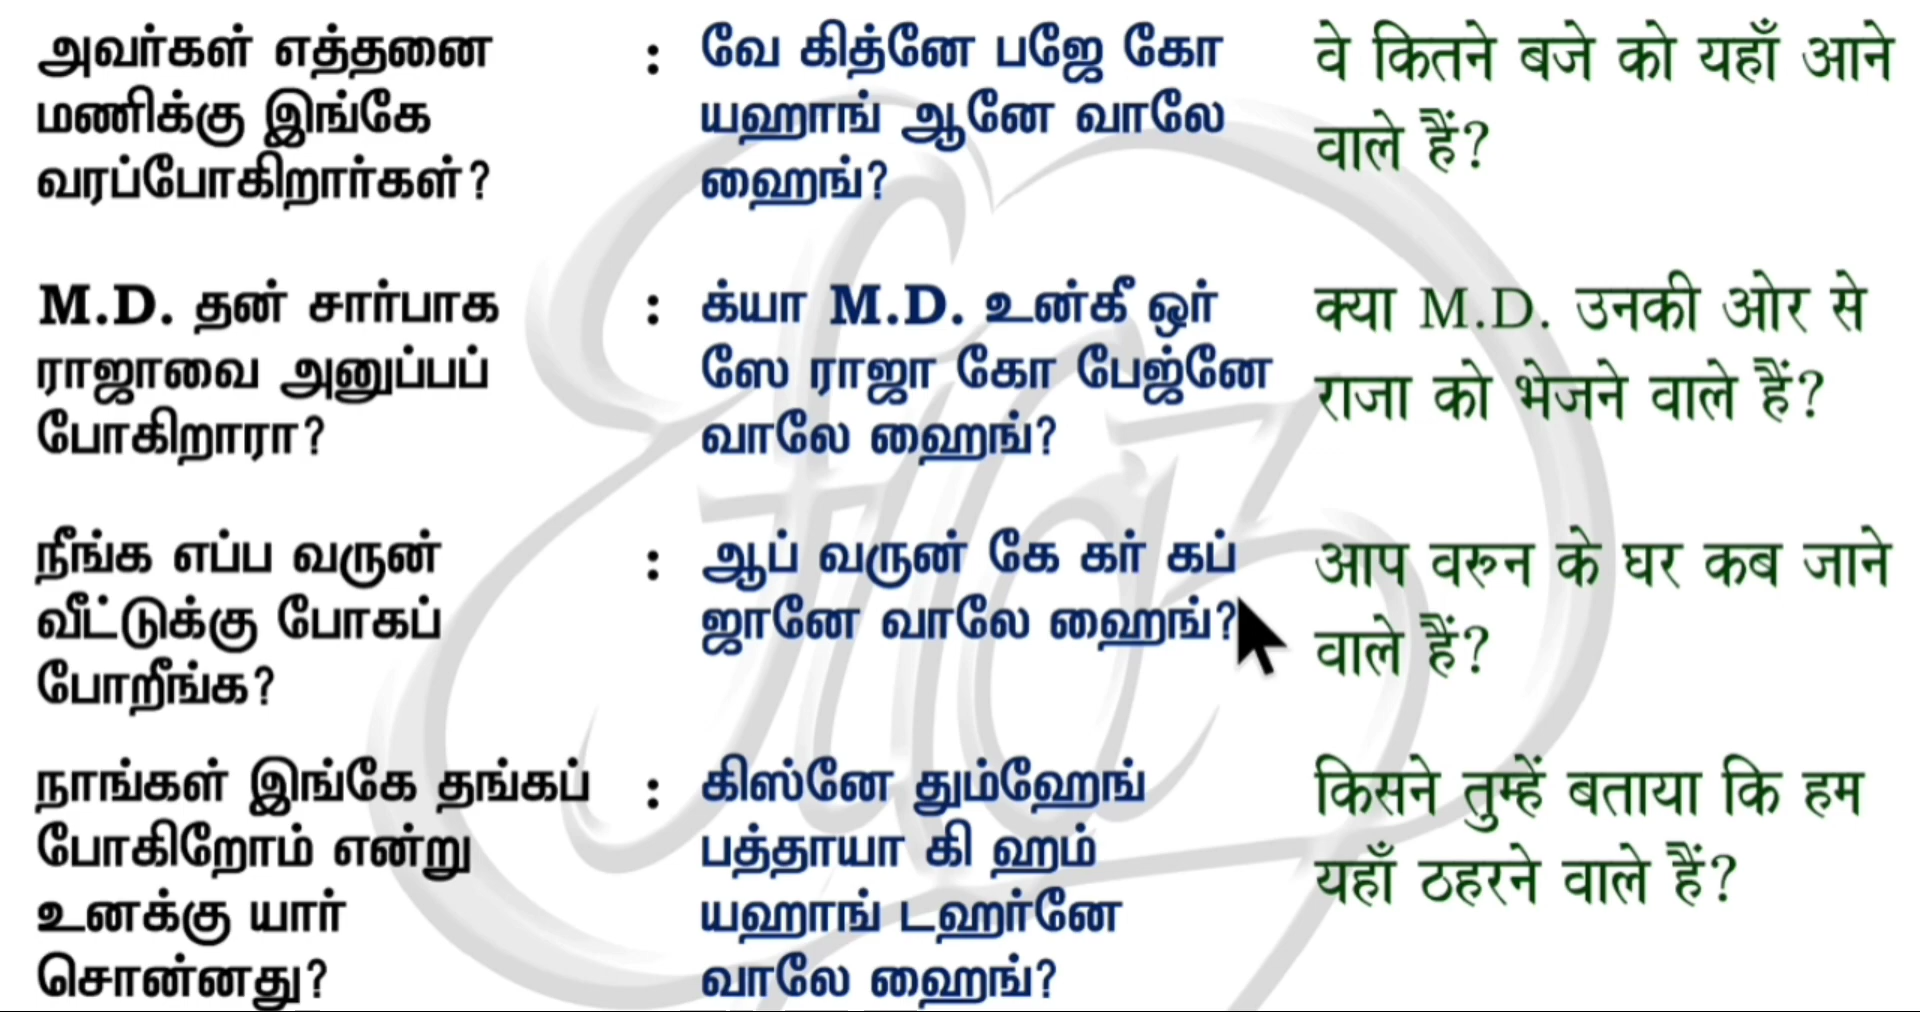 அவர்கள் எத்தனை : வே கித்னே பஜே கோ वे कितने बजे को यहाँ आने
மணிக்கு இங்கே யஹாங் ஆனே வாலே वाले हैं?
வரப்போகிறார்கள்? ஹைங்?
M.D. தன் சார்பாக : க்யா M.D. உன்கீ ஒர் क्या M.D. उनकी ओर से
ராஜாவை அனுப்பப் ஸே ராஜா கோ பேஜ்னே राजा को भेजने वाले हैं?
போகிறாரா? வாலே ஹைங்?
நீங்க எப்ப வருன் : ஆப் வருன் கே கர் கப் आप वरुन के घर कब जाने
வீட்டுக்கு போகப் ஜானே வாலே ஹைங்? वाले हैं?
போறீங்க?
நாங்கள் இங்கே தங்கப் : கிஸ்னே தும்ஹேங் किसने तुम्हें बताया कि हम
போகிறோம் என்று பத்தாயா கி ஹம் यहाँ ठहरने वाले हैं?
உனக்கு யார் யஹாங் டஹர்னே
சொன்னது? வாலே ஹைங்?